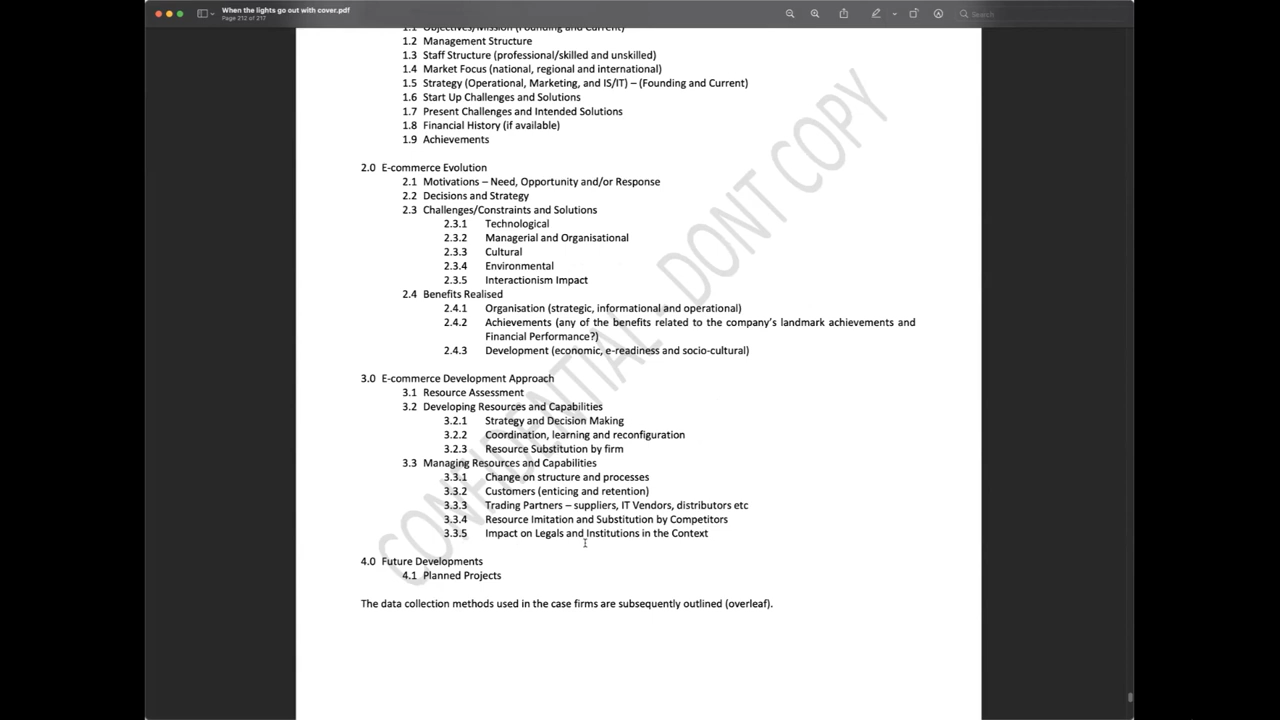 When the lights go out with cover.pdf
Page 212 of 217
Search
1.1 Objectives/Mission (Founding and Current)
1.2 Management Structure
1.3 Staff Structure (professional/skilled and unskilled)
1.4 Market Focus (national, regional and international)
1.5 Strategy (Operational, Marketing, and IS/IT) – (Founding and Current)
1.6 Start Up Challenges and Solutions
1.7 Present Challenges and Intended Solutions
1.8 Financial History (if available)
1.9 Achievements
2.0 E-commerce Evolution
2.1 Motivations – Need, Opportunity and/or Response
2.2 Decisions and Strategy
2.3 Challenges/Constraints and Solutions
2.3.1 Technological
2.3.2 Managerial and Organisational
2.3.3 Cultural
2.3.4 Environmental
2.3.5 Interactionism Impact
2.4 Benefits Realised
2.4.1 Organisation (strategic, informational and operational)
2.4.2 Achievements (any of the benefits related to the company's landmark achievements and
Financial Performance?)
2.4.3 Development (economic, e-readiness and socio-cultural)
3.0 E-commerce Development Approach
3.1 Resource Assessment
3.2 Developing Resources and Capabilities
3.2.1 Strategy and Decision Making
3.2.2 Coordination, learning and reconfiguration
3.2.3 Resource Substitution by firm
3.3 Managing Resources and Capabilities
3.3.1 Change on structure and processes
3.3.2 Customers (enticing and retention)
3.3.3 Trading Partners – suppliers, IT Vendors, distributors etc
3.3.4 Resource Imitation and Substitution by Competitors
3.3.5 Impact on Legals and Institutions in the Context
4.0 Future Developments
4.1 Planned Projects
The data collection methods used in the case firms are subsequently outlined (overleaf).
CONFIDENTIAL - DONT COPY